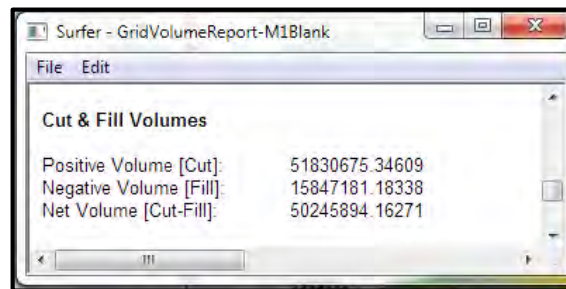 Surfer - GridVolumeReport-M1Blank
File Edit
Cut & Fill Volumes
Positive Volume [Cut]: 51830675.34609
Negative Volume [Fill]: 15847181.18338
Net Volume [Cut-Fill]: 50245894.16271